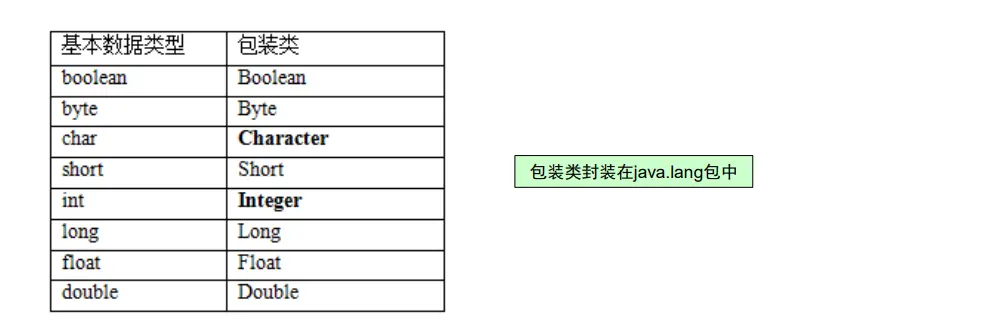 基本数据类型 包装类
boolean Boolean
byte Byte
char Character
short Short
int Integer
long Long
float Float
double Double
包装类封装在java.lang包中